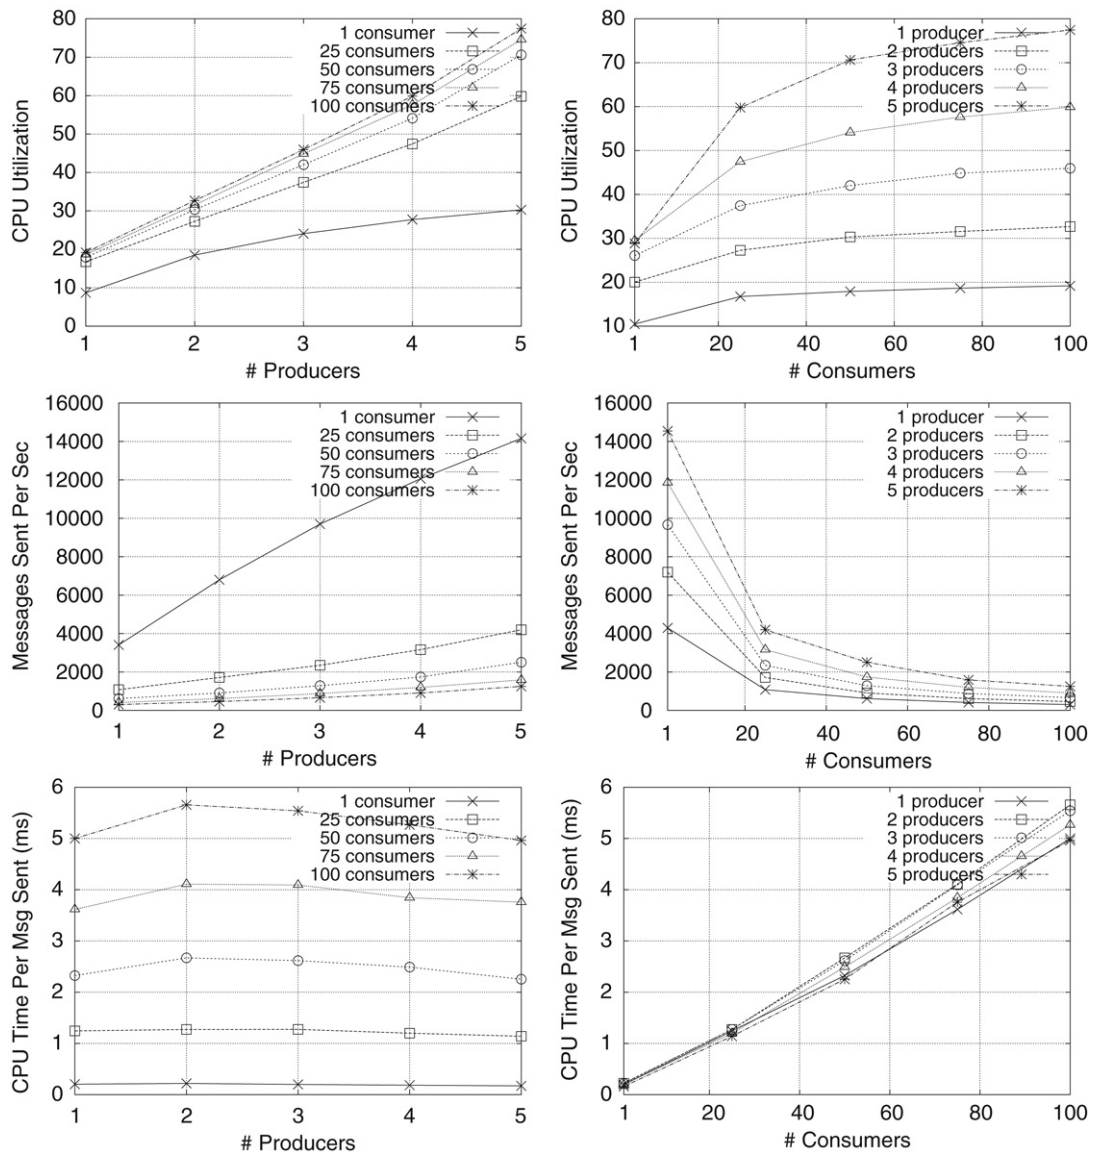 CPU Utilization
80
70
60
50
40
30
20
10
0
1 consumer
25 consumers
50 consumers
75 consumers
100 consumers
1 2 3 4 5
# Producers
CPU Utilization
80
70
60
50
40
30
20
10
1 producer
2 producers
3 producers
4 producers
5 producers
1 20 40 60 80 100
# Consumers
Messages Sent Per Sec
16000
14000
12000
10000
8000
6000
4000
2000
0
1 consumer
25 consumers
50 consumers
75 consumers
100 consumers
1 2 3 4 5
# Producers
Messages Sent Per Sec
16000
14000
12000
10000
8000
6000
4000
2000
0
1 producer
2 producers
3 producers
4 producers
5 producers
1 20 40 60 80 100
# Consumers
CPU Time Per Msg Sent (ms)
6
5
4
3
2
1
0
1 consumer
25 consumers
50 consumers
75 consumers
100 consumers
1 2 3 4 5
# Producers
CPU Time Per Msg Sent (ms)
6
5
4
3
2
1
0
1 producer
2 producers
3 producers
4 producers
5 producers
1 20 40 60 80 100
# Consumers